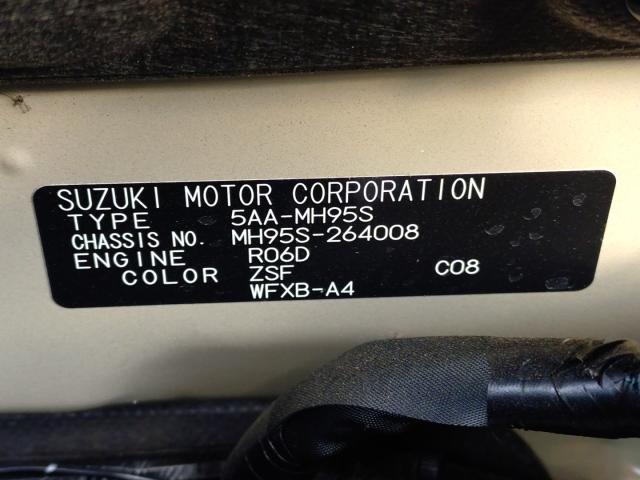 SUZUKI MOTOR CORPORATION
TYPE 5AA-MH95S
CHASSIS NO. MH95S-264008
ENGINE R06D
COLOR ZSF C08
WFXB-A4